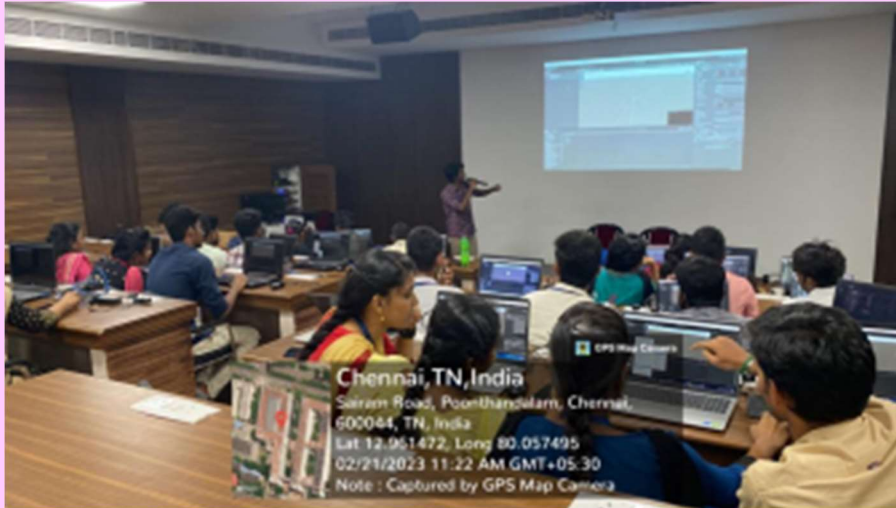 GPS Map Camera
Chennai,TN,India
Sairam Road, Poonthandalam, Chennai,
600044, TN, India
Lat 12.961472, Long 80.057495
02/21/2023 11:22 AM GMT+05:30
Note : Captured by GPS Map Camera